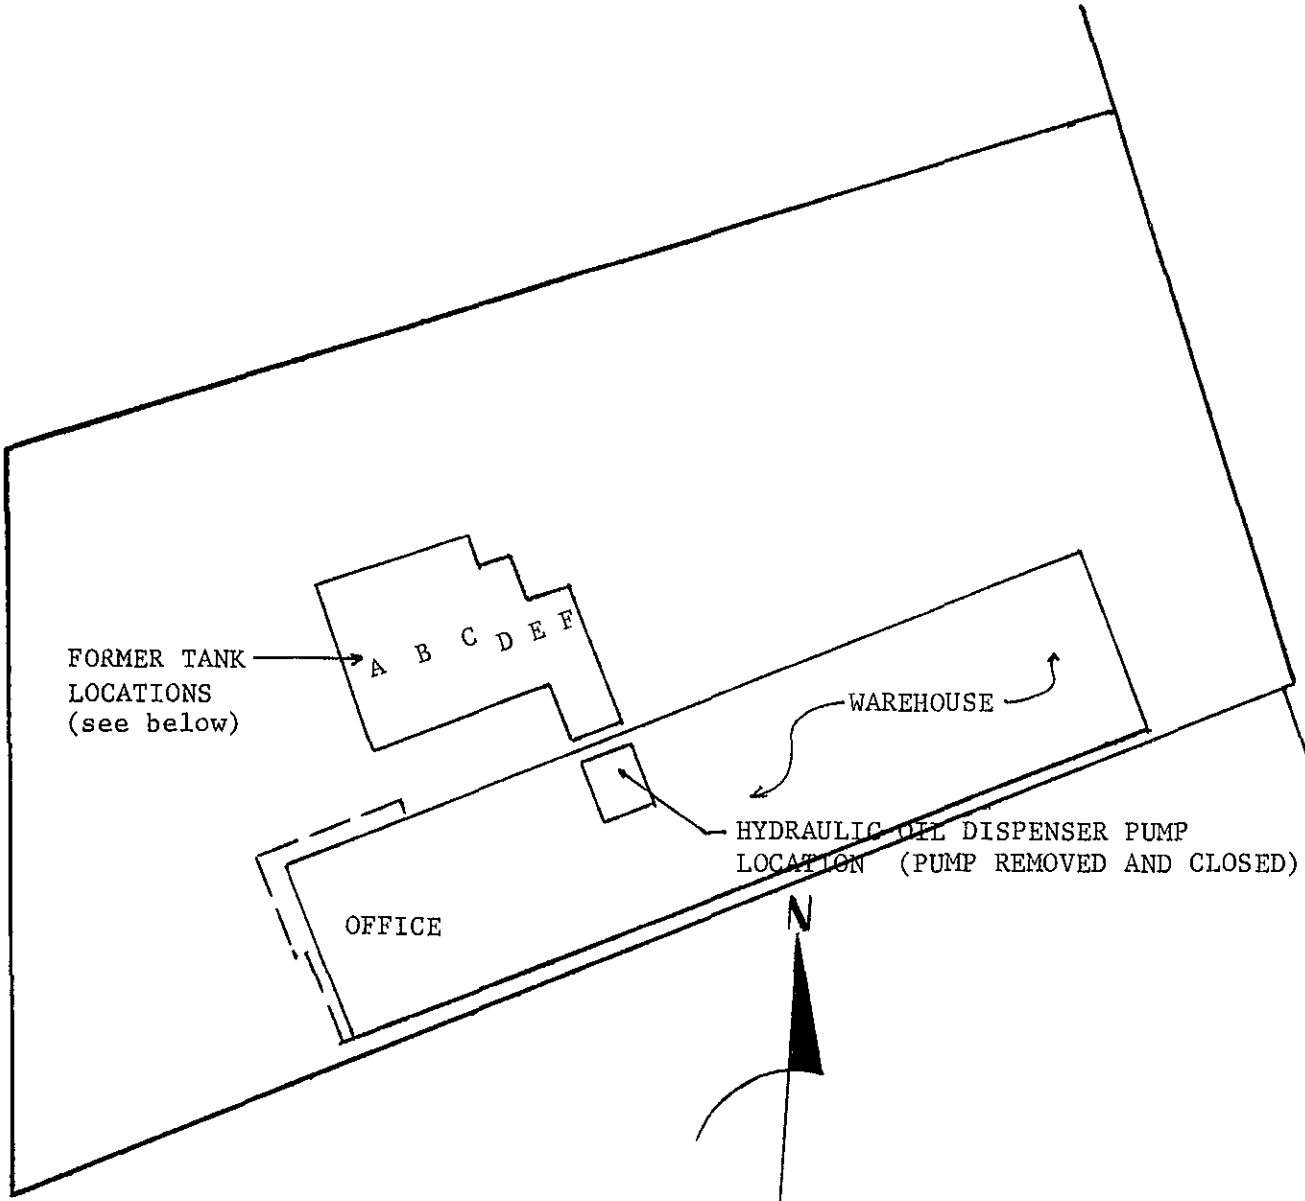 FORMER TANK
LOCATIONS
(see below)
A B C D E F
WAREHOUSE
HYDRAULIC OIL DISPENSER PUMP
LOCATION (PUMP REMOVED AND CLOSED)
OFFICE
N